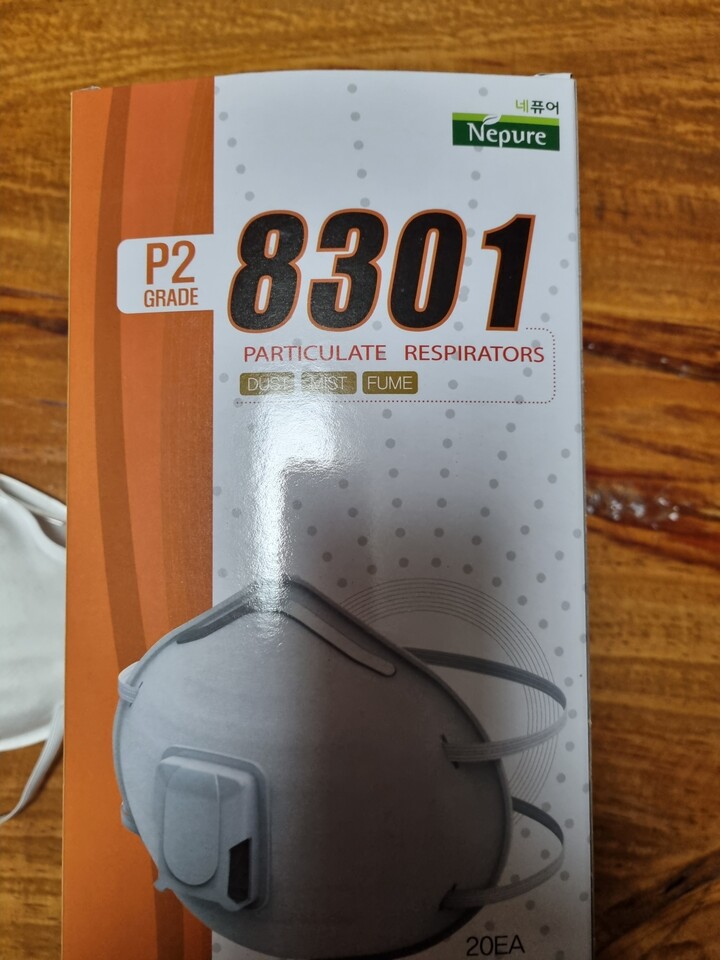 네퓨어
Nepure
P2
GRADE
8301
PARTICULATE RESPIRATORS
DUST MIST FUME
20EA